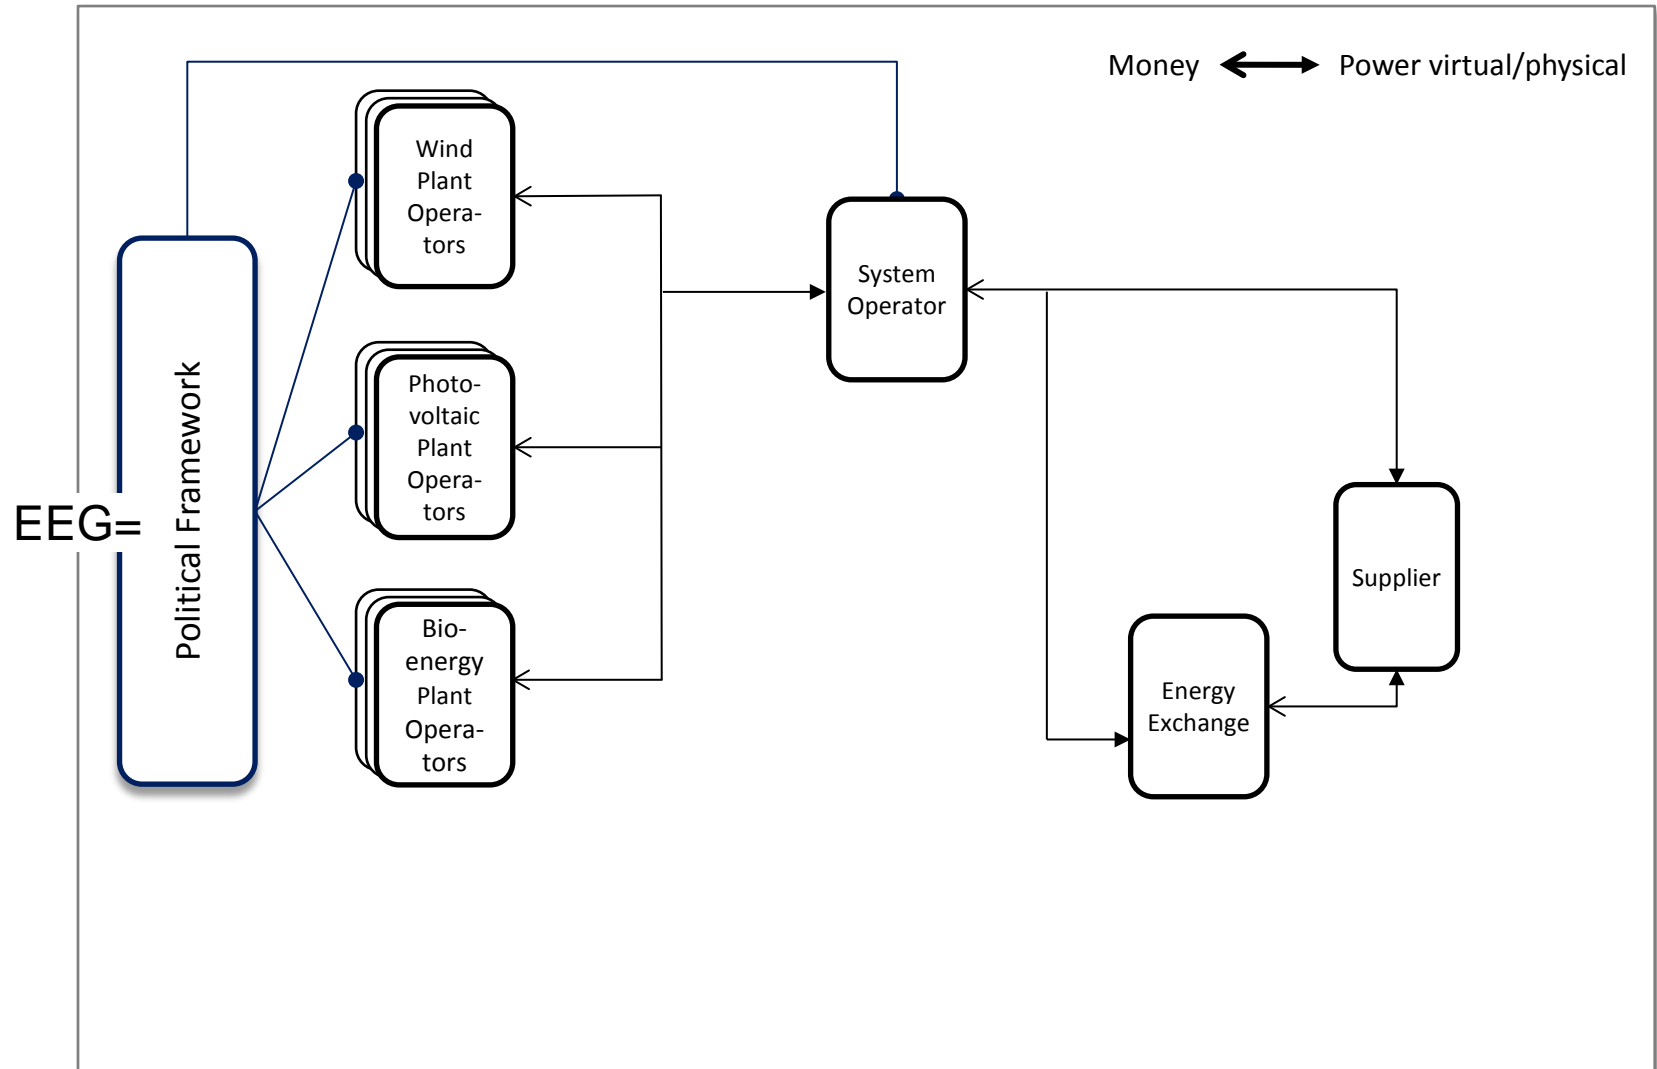 Money Power virtual/physical
Wind
Plant
Opera-
tors
System
Operator
Photo-
voltaic
Plant
Opera-
tors
EEG=
Political Framework
Supplier
Bio-
energy
Plant
Opera-
tors
Energy
Exchange